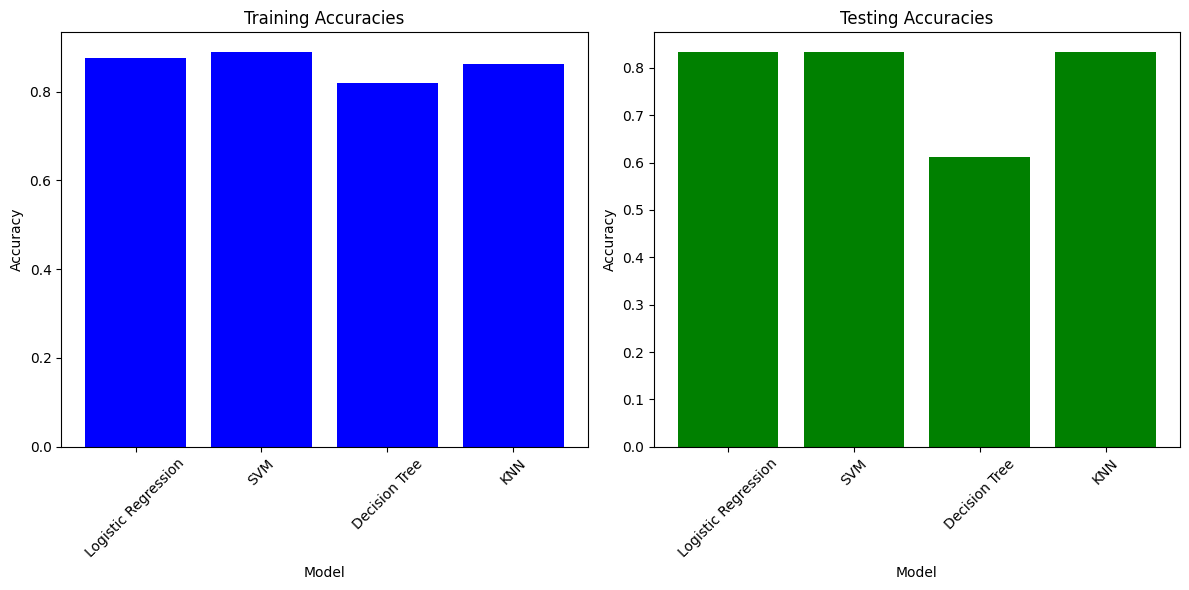 Training Accuracies
Accuracy
0.8
0.6
0.4
0.2
0.0
Logistic Regression
SVM
Decision Tree
KNN
Model
Testing Accuracies
Accuracy
0.8
0.7
0.6
0.5
0.4
0.3
0.2
0.1
0.0
Logistic Regression
SVM
Decision Tree
KNN
Model